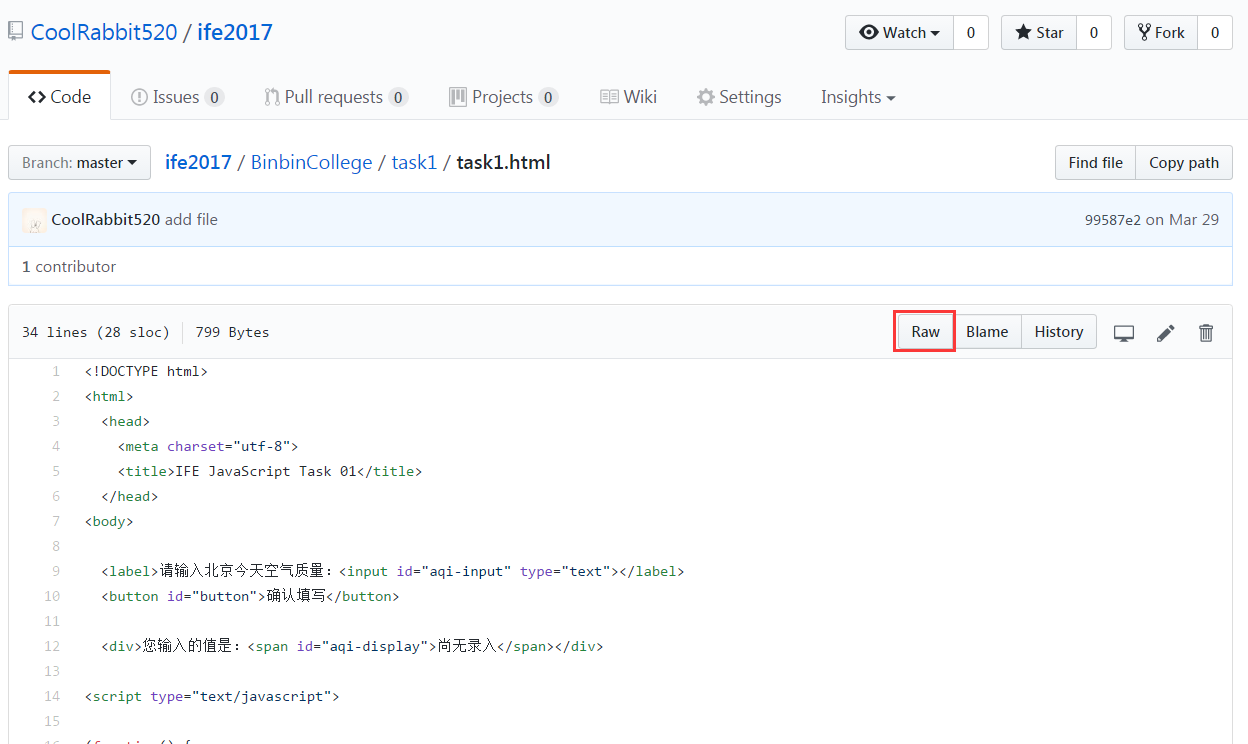 CoolRabbit520 / ife2017 Watch 0 Star 0 Fork 0
Code Issues 0 Pull requests 0 Projects 0 Wiki Settings Insights
Branch: master ife2017 / BinbinCollege / task1 / task1.html Find file Copy path
CoolRabbit520 add file 99587e2 on Mar 29
1 contributor
34 lines (28 sloc) 799 Bytes Raw Blame History
1 <!DOCTYPE html>
2 <html>
3 <head>
4 <meta charset="utf-8">
5 <title>IFE JavaScript Task 01</title>
6 </head>
7 <body>
8
9 <label>请输入北京今天空气质量：<input id="aqi-input" type="text"></label>
10 <button id="button">确认填写</button>
11
12 <div>您输入的值是：<span id="aqi-display">尚无录入</span></div>
13
14 <script type="text/javascript">
15